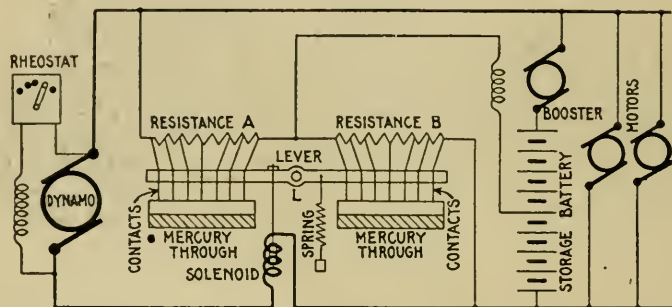 RHEOSTAT
RESISTANCE A
RESISTANCE B
BOOSTER
MOTORS
LEVER
DYNAMO
L
CONTACTS
MERCURY
THROUGH
SOLENOID
SPRING
MERCURY
THROUGH
CONTACTS
STORAGE BATTERY